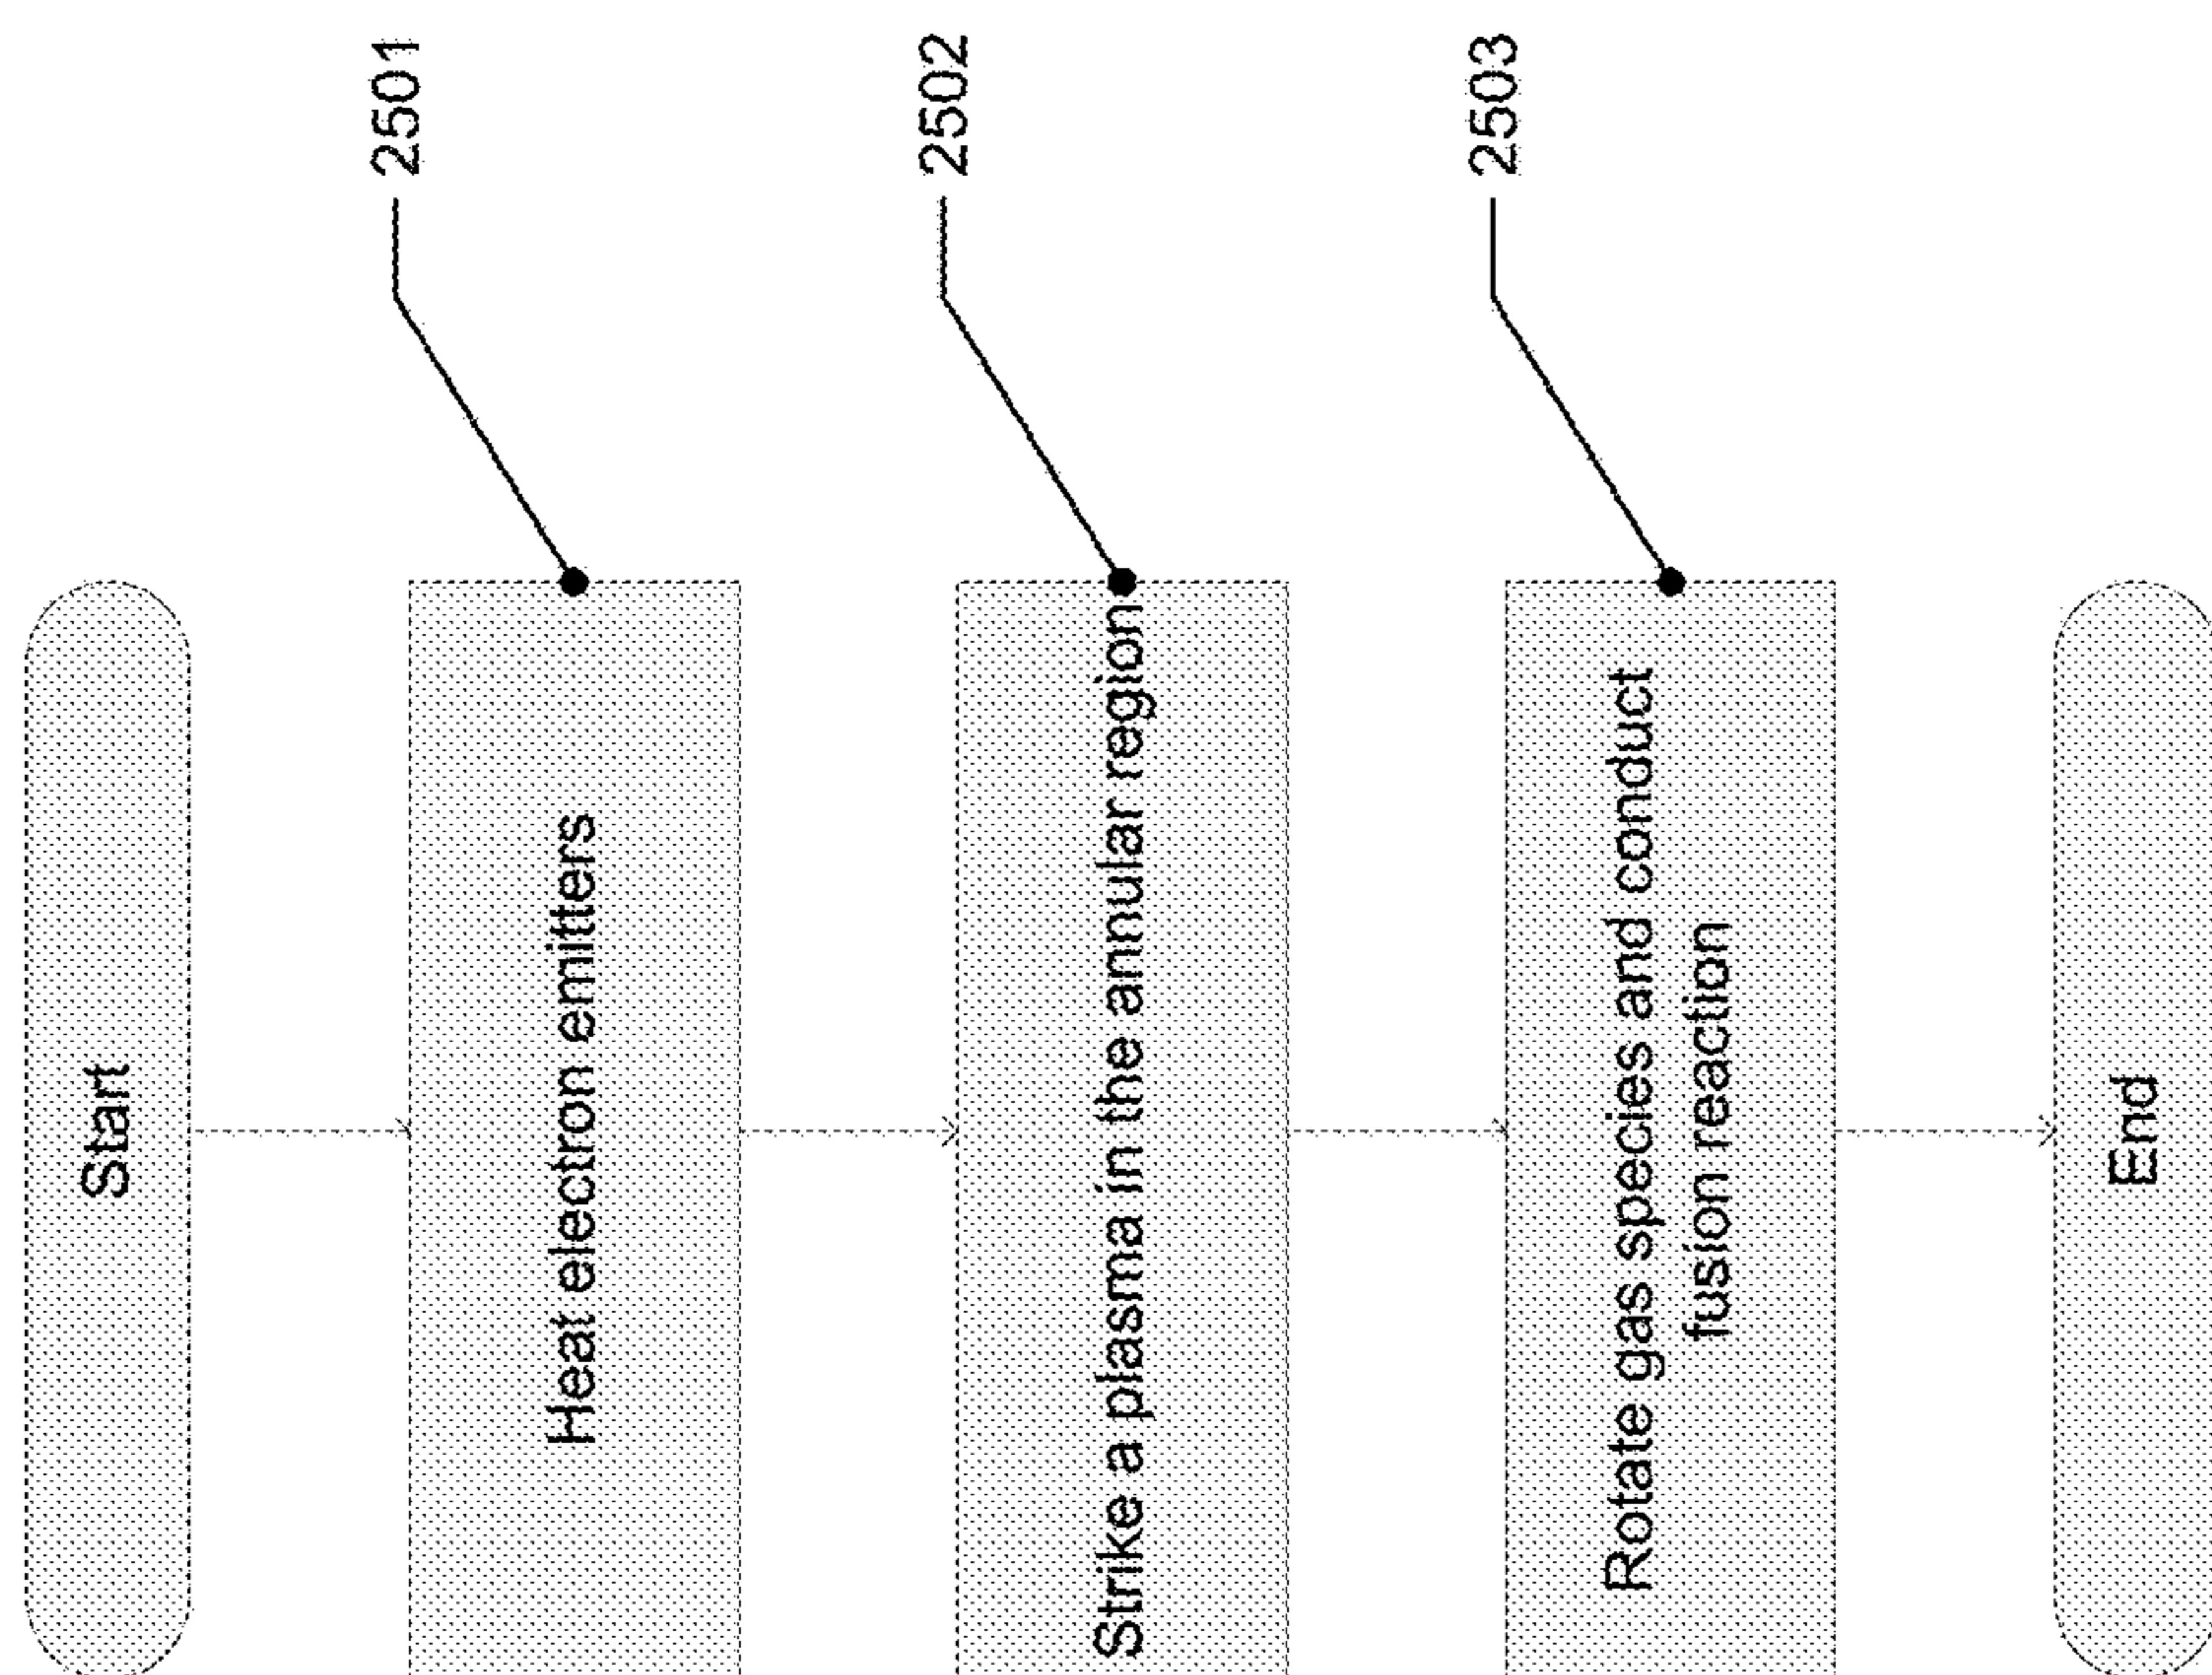 Start
2501
Heat electron emitters
2502
Strike a plasma in the annular region
2503
Rotate gas species and conduct
fusion reaction
End